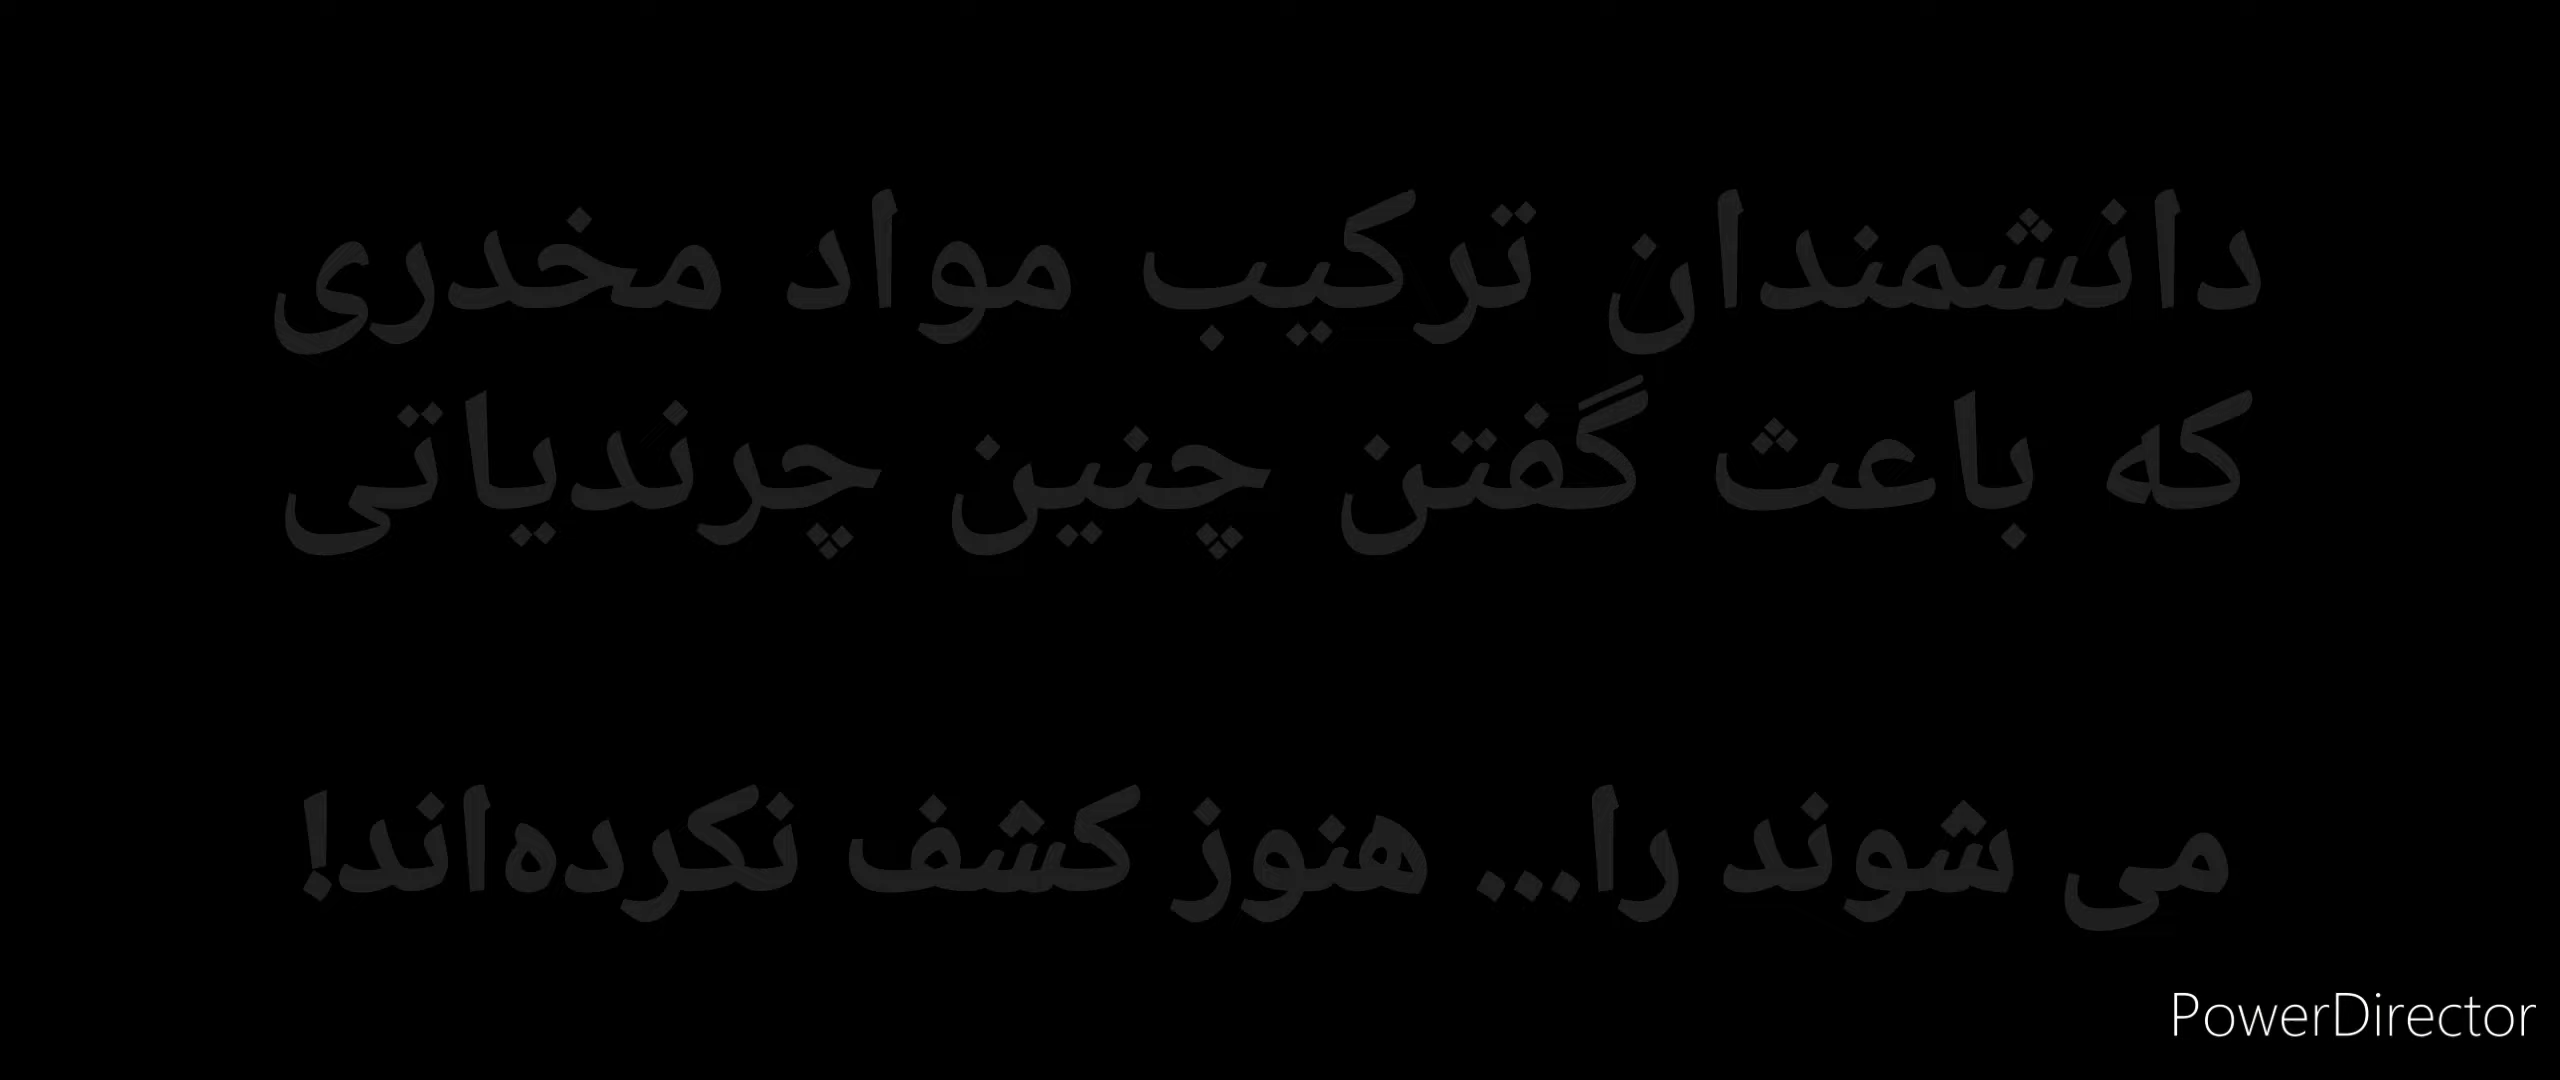 دانشمندان ترکیب مواد مخدری
که باعث گفتن چنین چرندیاتی
می شوند را... هنوز کشف نکرده‌اند!
PowerDirector